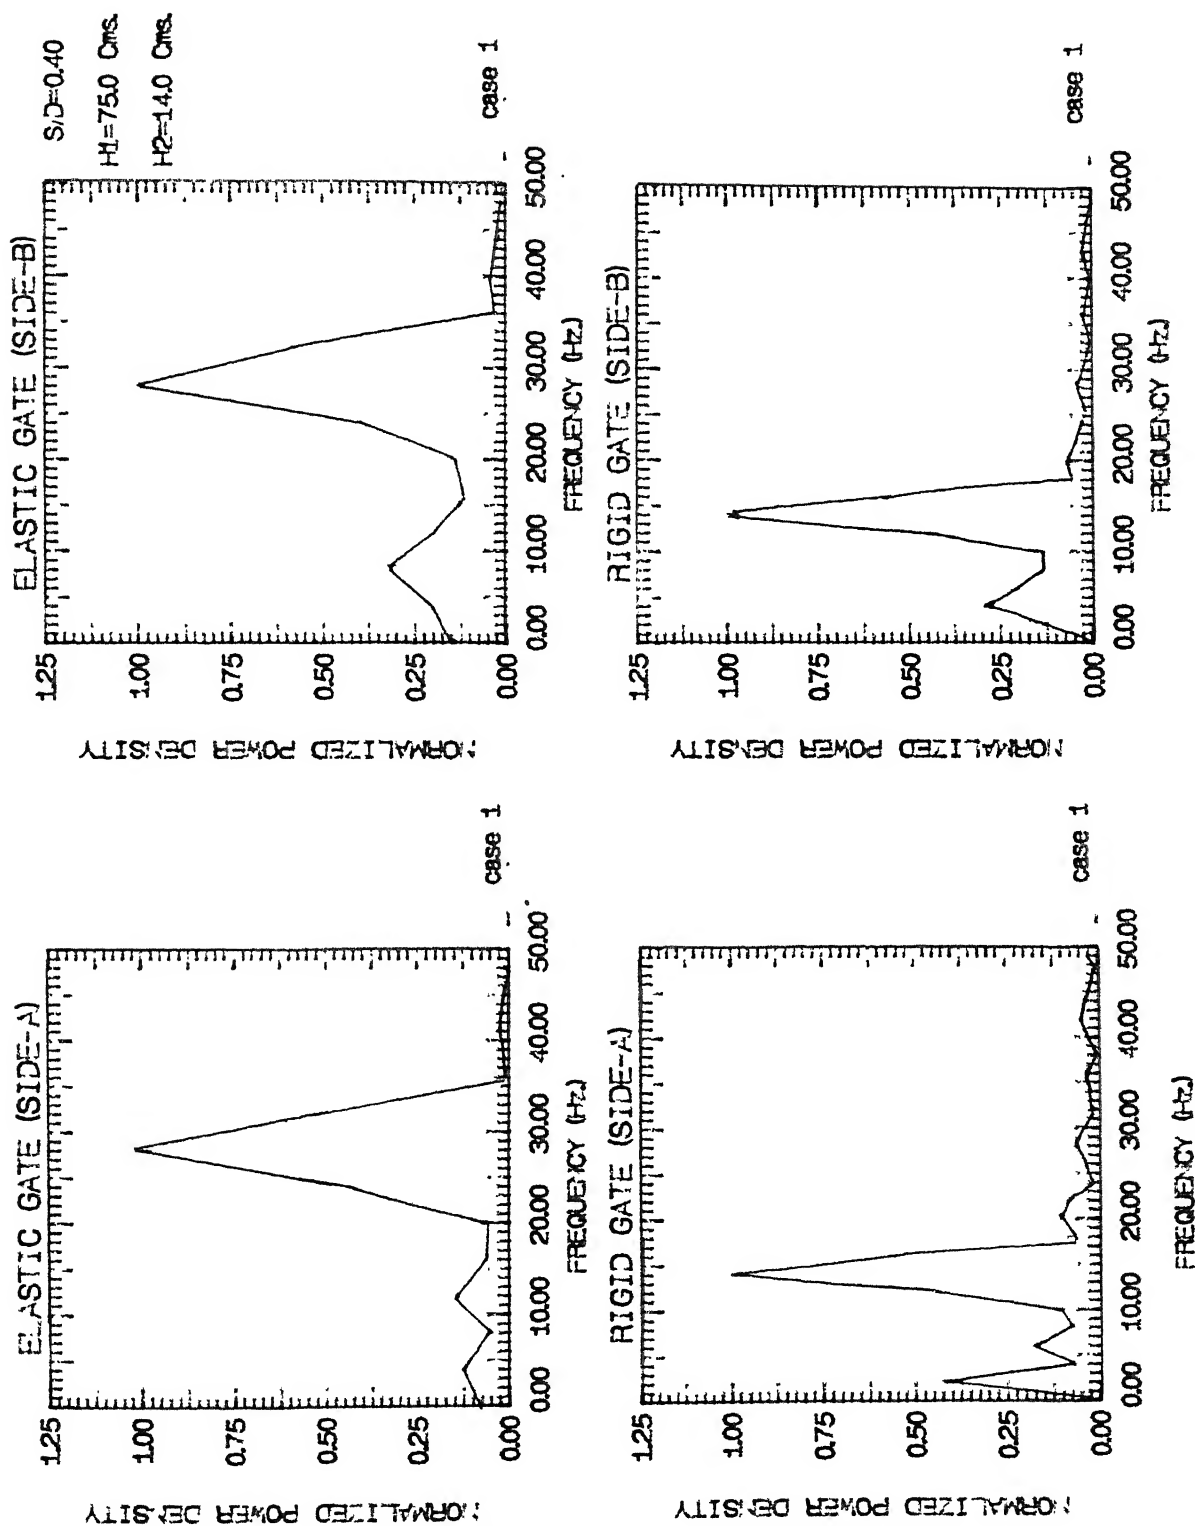 ELASTIC GATE (SIDE-A)
NORMALIZED POWER DENSITY
1.25
1.00
0.75
0.50
0.25
0.00
0.00 10.00 20.00 30.00 40.00 50.00
FREQUENCY (Hz.)
case 1
ELASTIC GATE (SIDE-B)
NORMALIZED POWER DENSITY
1.25
1.00
0.75
0.50
0.25
0.00
0.00 10.00 20.00 30.00 40.00 50.00
FREQUENCY (Hz.)
S/D=0.40
H1=75.0 Cms.
H2=14.0 Cms.
case 1
RIGID GATE (SIDE-A)
NORMALIZED POWER DENSITY
1.25
1.00
0.75
0.50
0.25
0.00
0.00 10.00 20.00 30.00 40.00 50.00
FREQUENCY (Hz.)
case 1
RIGID GATE (SIDE-B)
NORMALIZED POWER DENSITY
1.25
1.00
0.75
0.50
0.25
0.00
0.00 10.00 20.00 30.00 40.00 50.00
FREQUENCY (Hz.)
case 1